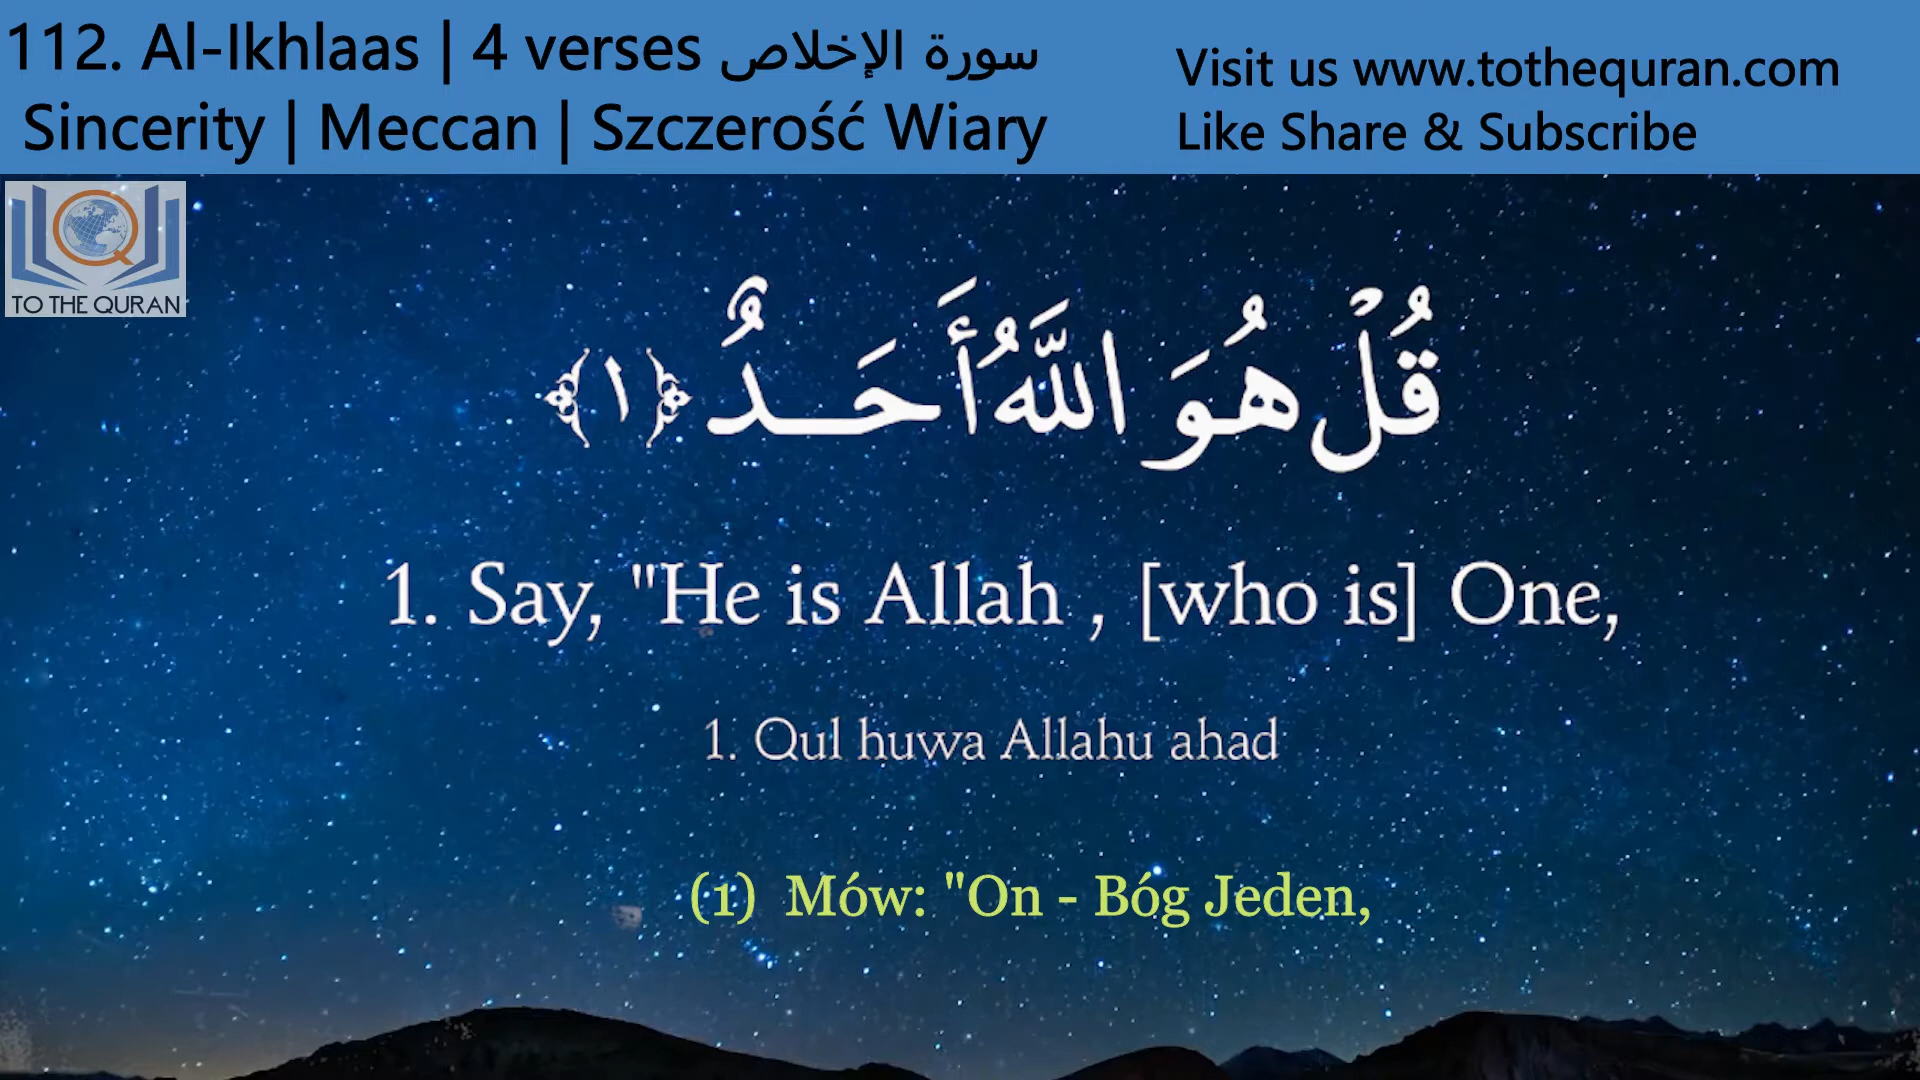 112. Al-Ikhlaas | 4 verses سورة الإخلاص
Sincerity | Meccan | Szczerość Wiary
Visit us www.tothequran.com
Like Share & Subscribe
TO THE QURAN
قُلْ هُوَ اللَّهُ أَحَـــدٌ ﴿١﴾
1. Say, "He is Allah , [who is] One,
1. Qul huwa Allahu ahad
(1) Mów: "On - Bóg Jeden,